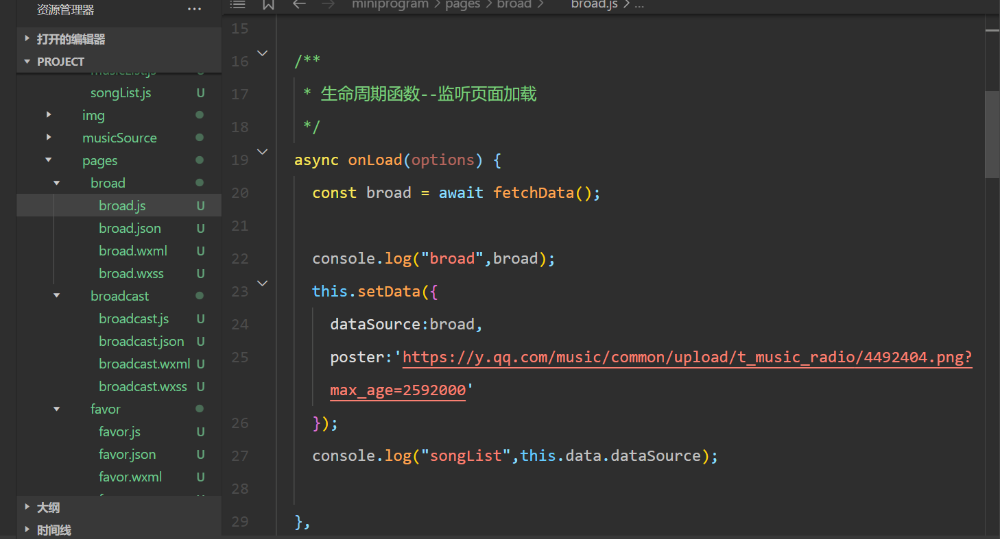 资源管理器 ···
打开的编辑器
PROJECT
musicList.js U
songList.js U
img
musicSource
pages
broad
broad.js U
broad.json U
broad.wxml U
broad.wxss U
broadcast
broadcast.js U
broadcast.json U
broadcast.wxml U
broadcast.wxss U
favor
favor.js U
favor.json U
favor.wxml U
大纲
时间线
miniprogram > pages > broad > broad.js > ...
15
16 /**
17 * 生命周期函数--监听页面加载
18 */
19 async onLoad(options) {
20 const broad = await fetchData();
21
22 console.log("broad",broad);
23 this.setData({
24 dataSource:broad,
25 poster:'https://y.qq.com/music/common/upload/t_music_radio/4492404.png?
max_age=2592000'
26 });
27 console.log("songList",this.data.dataSource);
28
29 },